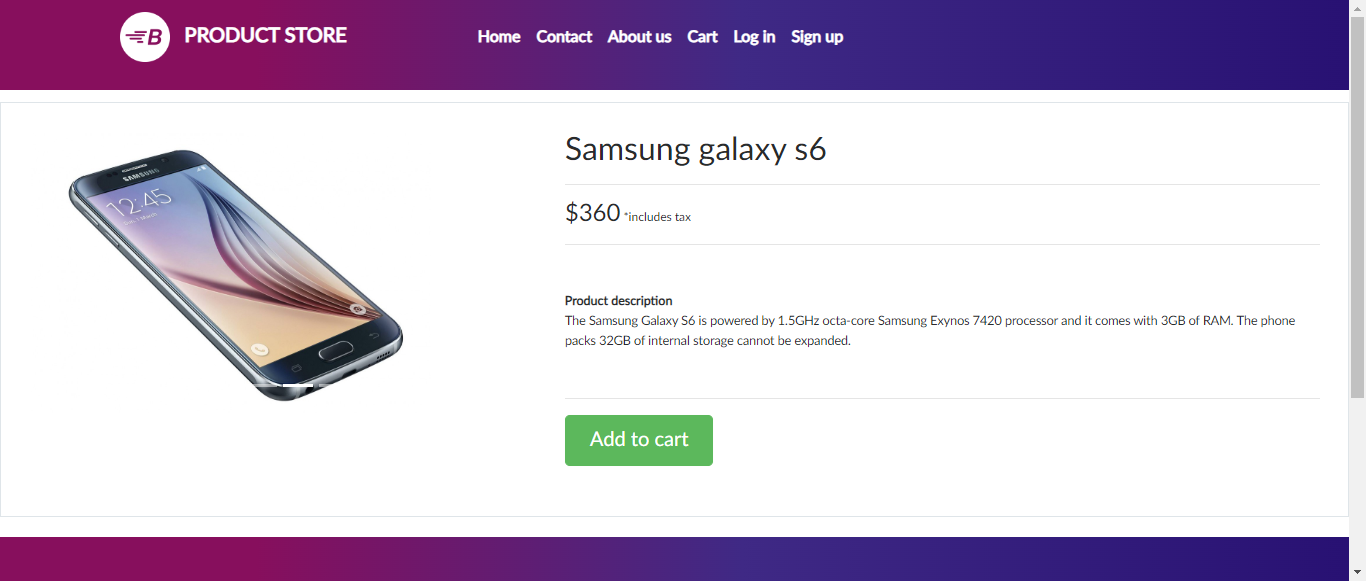 B PRODUCT STORE
Home Contact About us Cart Log in Sign up
Samsung galaxy s6
$360 *includes tax
Product description
The Samsung Galaxy S6 is powered by 1.5GHz octa-core Samsung Exynos 7420 processor and it comes with 3GB of RAM. The phone
packs 32GB of internal storage cannot be expanded.
Add to cart
SAMSUNG
12:45